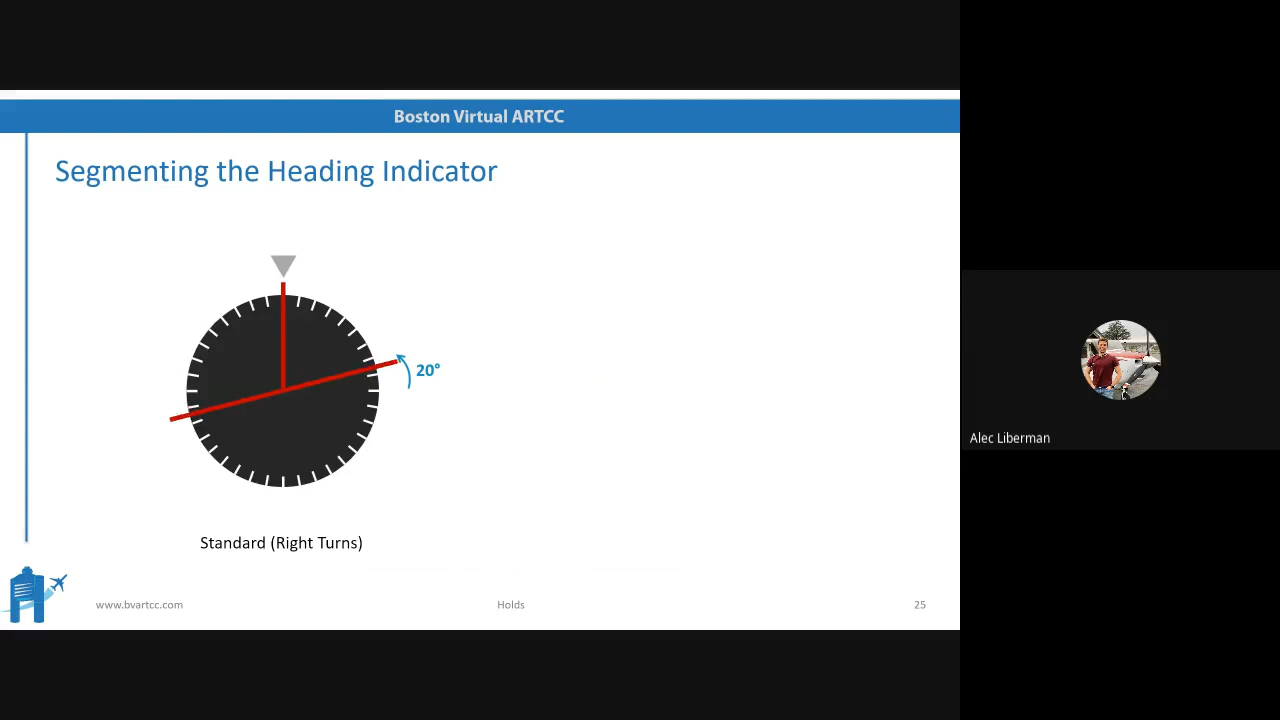 Boston Virtual ARTCC
Segmenting the Heading Indicator
20°
Standard (Right Turns)
www.bvartcc.com
Holds
25
Alec Liberman